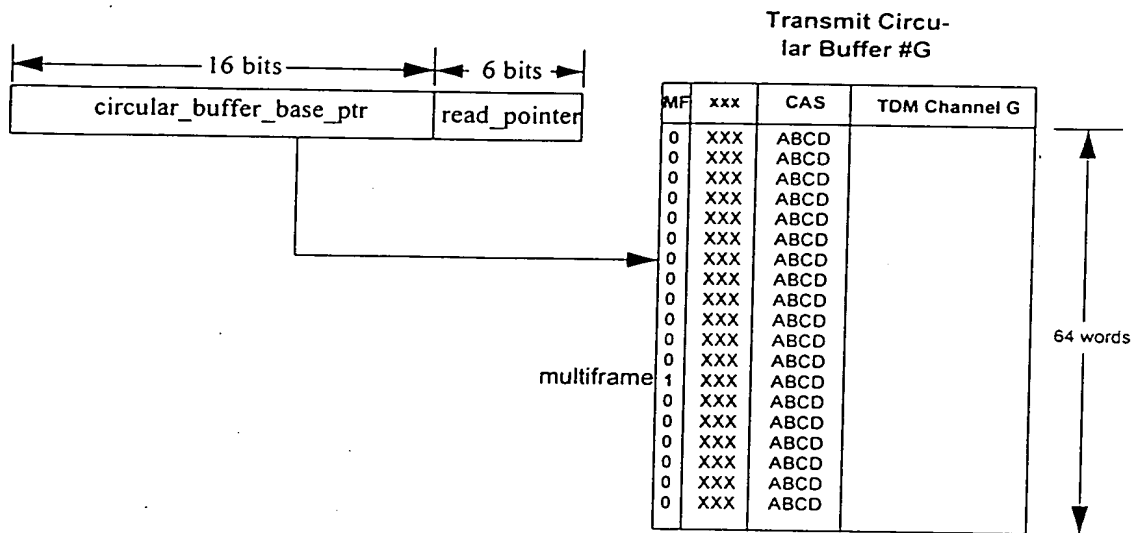 Transmit Circu-
lar Buffer #G
16 bits 6 bits
circular_buffer_base_ptr read_pointer
MF xxx CAS TDM Channel G
0 XXX ABCD
0 XXX ABCD
0 XXX ABCD
0 XXX ABCD
0 XXX ABCD
0 XXX ABCD
0 XXX ABCD
0 XXX ABCD
0 XXX ABCD
0 XXX ABCD
0 XXX ABCD
0 XXX ABCD
multiframe 1 XXX ABCD
0 XXX ABCD
0 XXX ABCD
0 XXX ABCD
0 XXX ABCD
0 XXX ABCD
0 XXX ABCD
64 words